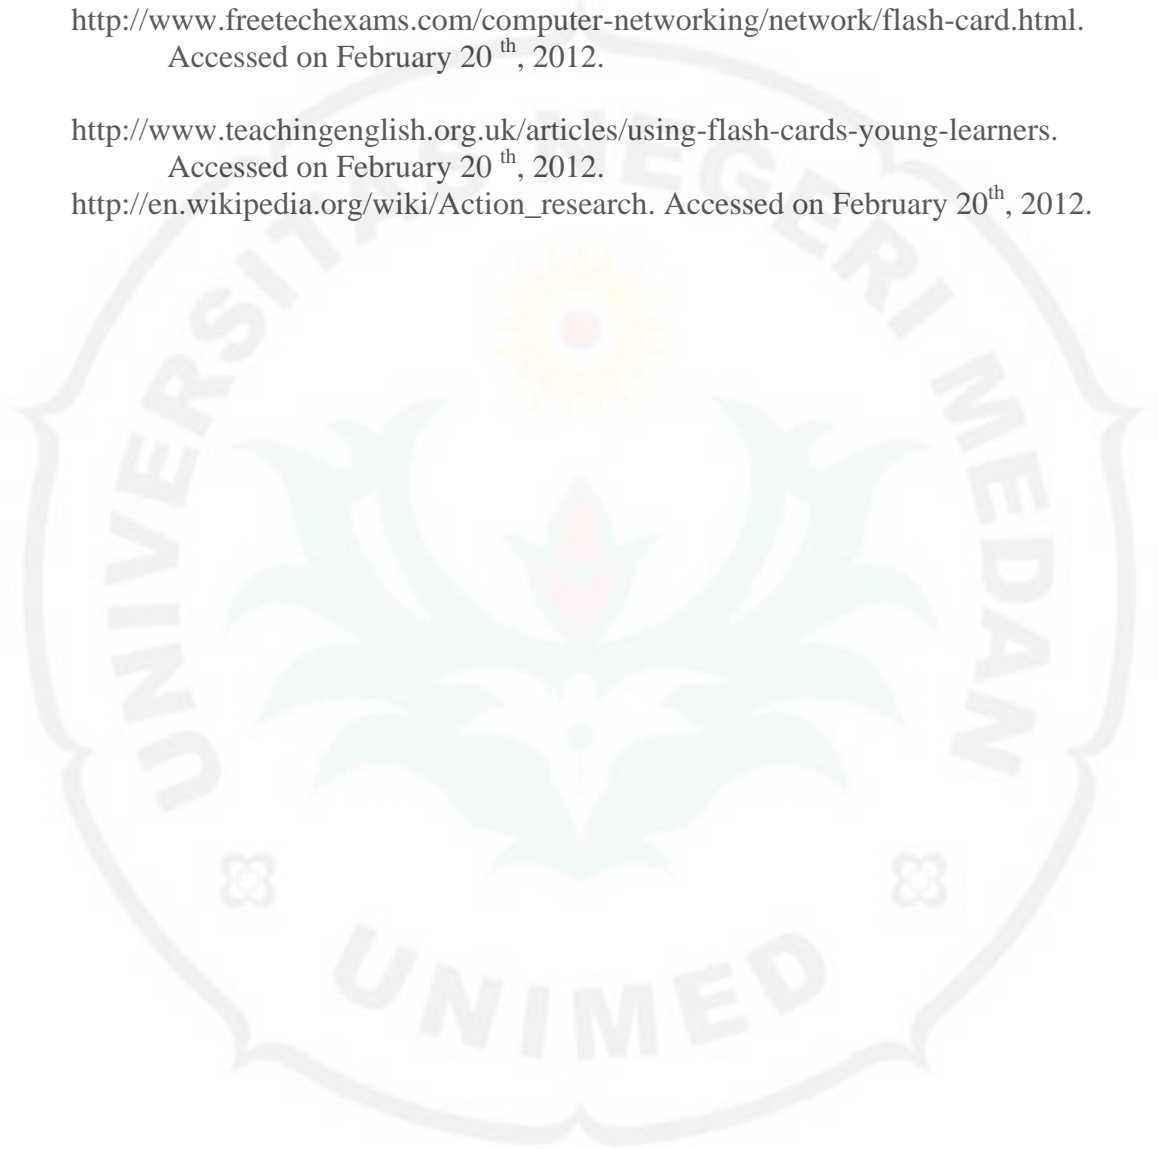 http://www.freetechexams.com/computer-networking/network/flash-card.html.
Accessed on February 20 th, 2012.
http://www.teachingenglish.org.uk/articles/using-flash-cards-young-learners.
Accessed on February 20 th, 2012.
http://en.wikipedia.org/wiki/Action_research. Accessed on February 20th, 2012.
UNIVERSITAS NEGERI MEDAN
UNIMED